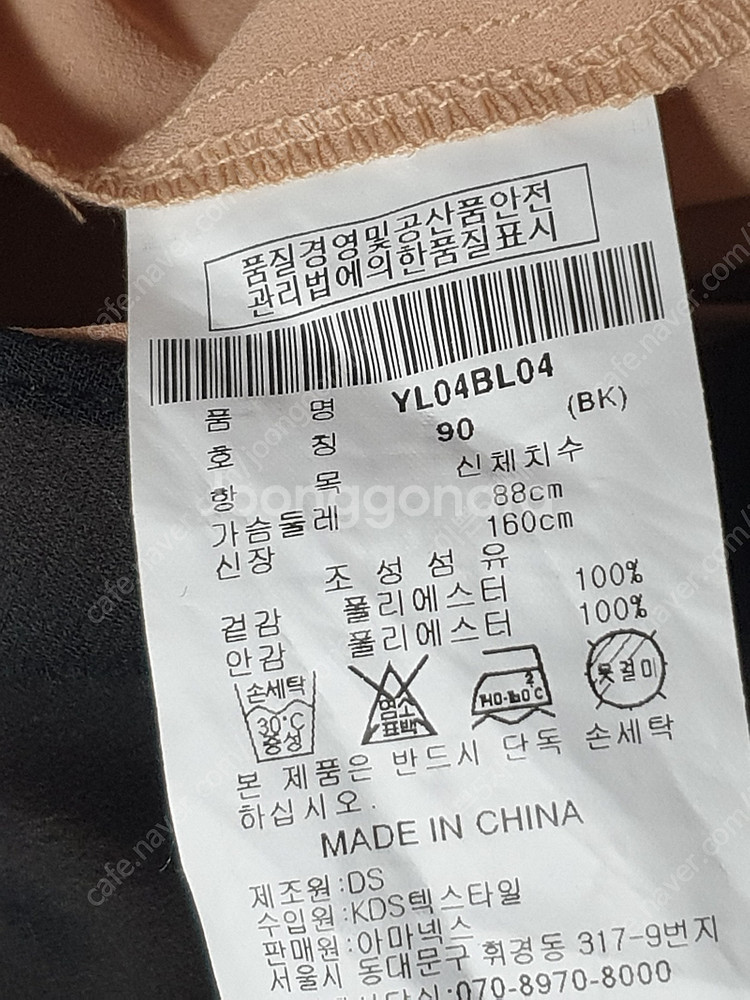 품질경영및공산품안전
관리법에의한품질표시
품 명 YL04BL04
호 칭 90 (BK)
항 목 신체치수
가슴둘레 88cm
신장 160cm
조성섬유
겉감 폴리에스터 100%
안감 폴리에스터 100%
손세탁
30°C
중성
염소
표백
2
140-160°C
옷걸이
본 제품은 반드시 단독 손세탁
하십시오.
MADE IN CHINA
제조원:DS
수입원:KDS텍스타일
판매원:아마넥스
서울시 동대문구 휘경동 317-9번지
:070-8970-8000